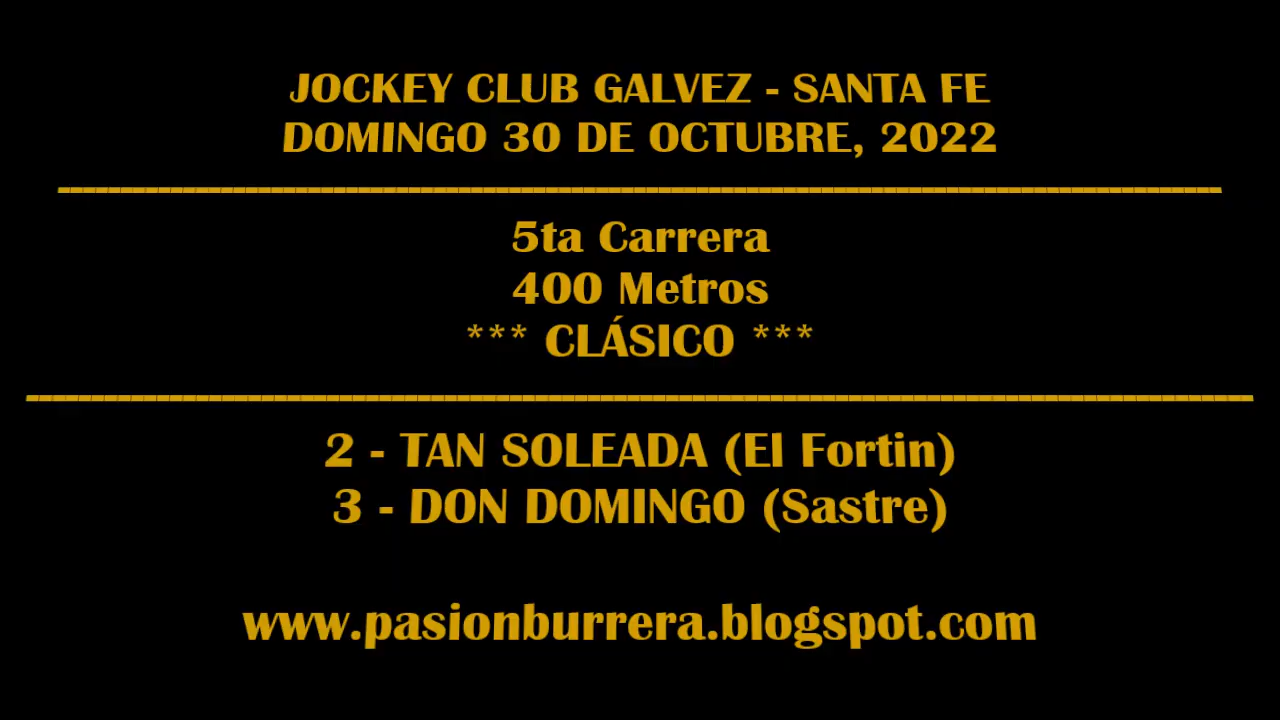 JOCKEY CLUB GALVEZ - SANTA FE
DOMINGO 30 DE OCTUBRE, 2022
5ta Carrera
400 Metros
*** CLÁSICO ***
2 - TAN SOLEADA (El Fortin)
3 - DON DOMINGO (Sastre)
www.pasionburrera.blogspot.com